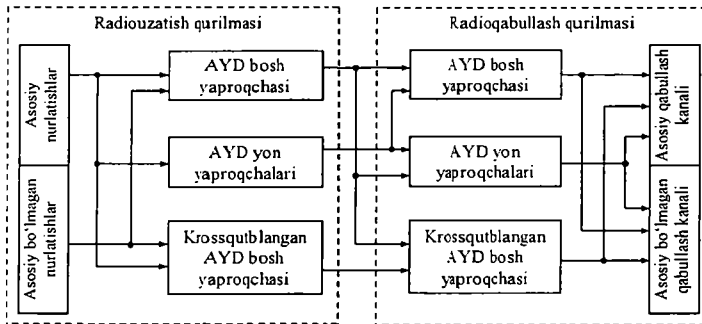 Radiouzatish qurilmasi
Radioqabullash qurilmasi
Asosiy
nurlatishlar
Asosiy bo‘lmagan
nurlatishlar
AYD bosh
yaproqchasi
AYD yon
yaproqchalari
Krossqutblangan
AYD bosh
yaproqchasi
AYD bosh
yaproqchasi
AYD yon
yaproqchalari
Krossqutblangan
AYD bosh
yaproqchasi
Asosiy qabullash
kanali
Asosiy bo‘lmagan
qabullash kanali